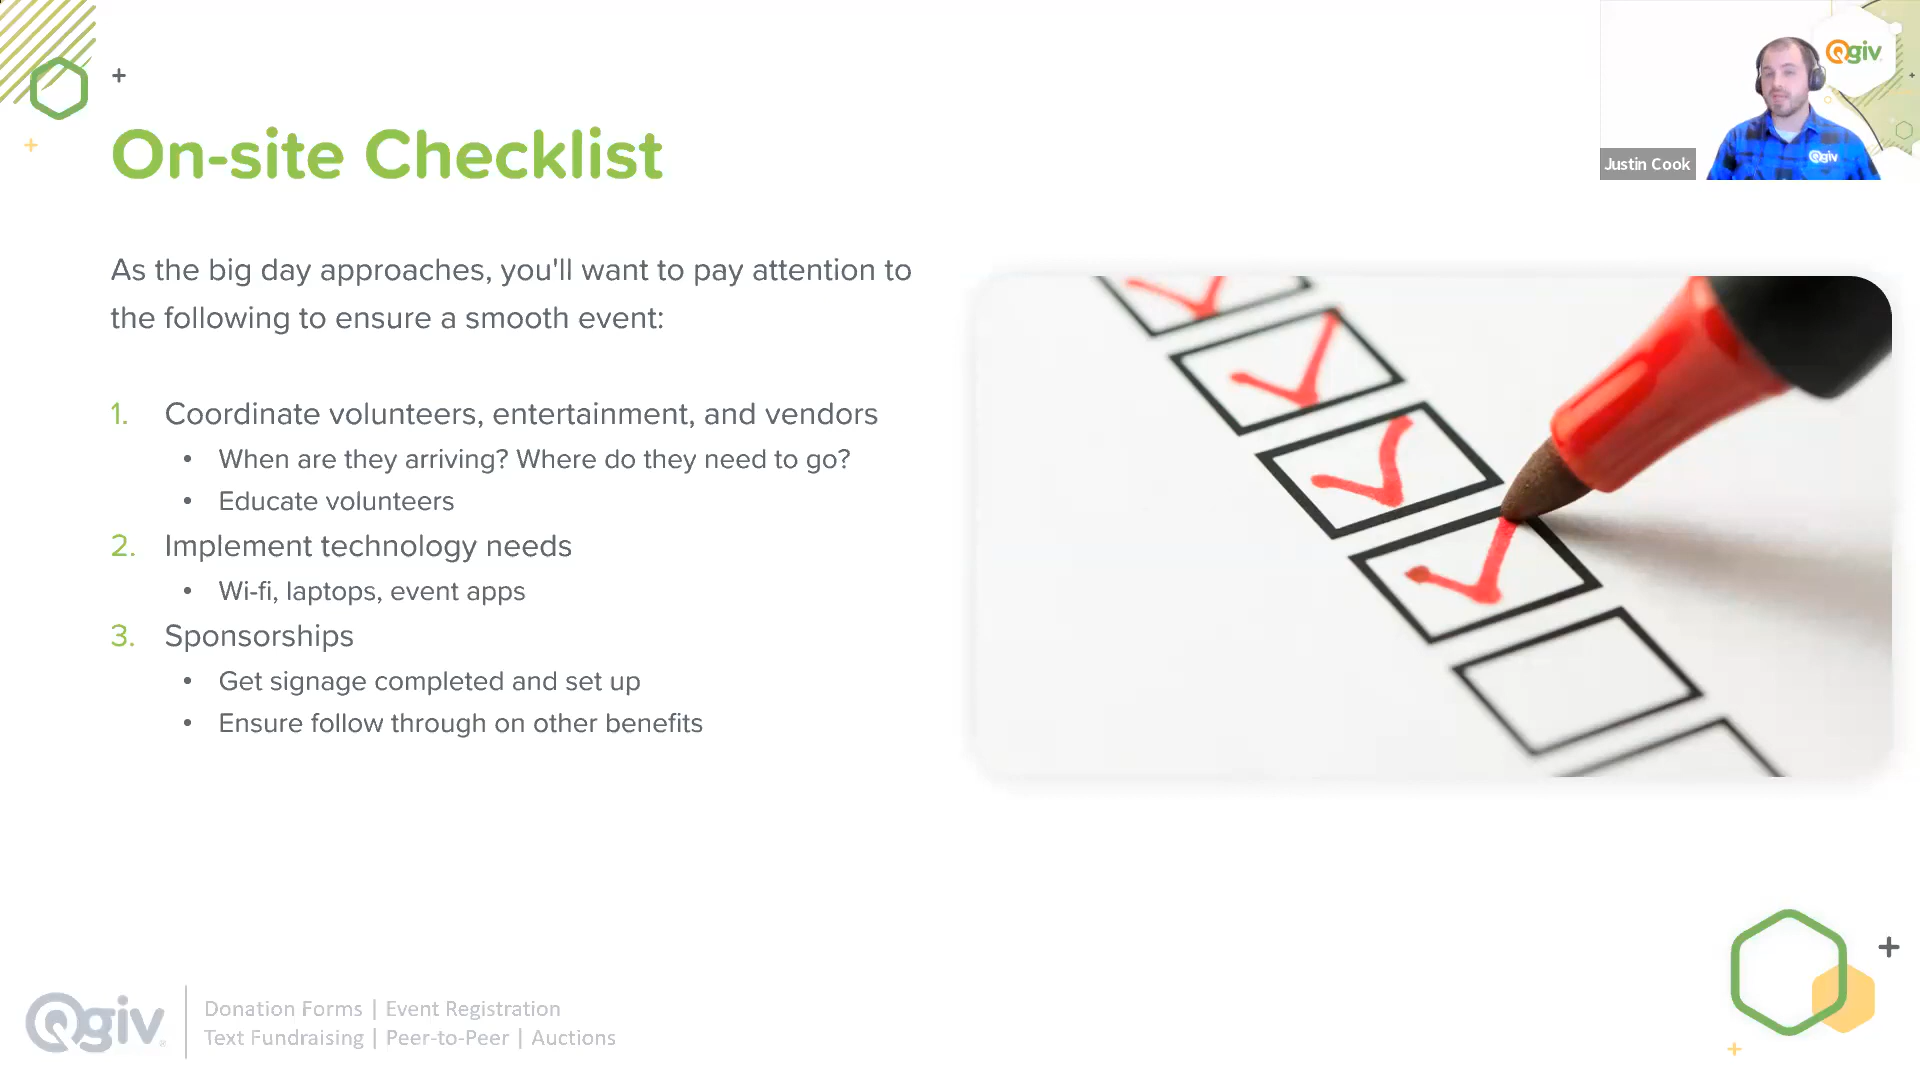 On-site Checklist
As the big day approaches, you'll want to pay attention to
the following to ensure a smooth event:
1. Coordinate volunteers, entertainment, and vendors
• When are they arriving? Where do they need to go?
• Educate volunteers
2. Implement technology needs
• Wi-fi, laptops, event apps
3. Sponsorships
• Get signage completed and set up
• Ensure follow through on other benefits
Qgiv
Justin Cook
Qgiv
Qgiv
Donation Forms | Event Registration
Text Fundraising | Peer-to-Peer | Auctions